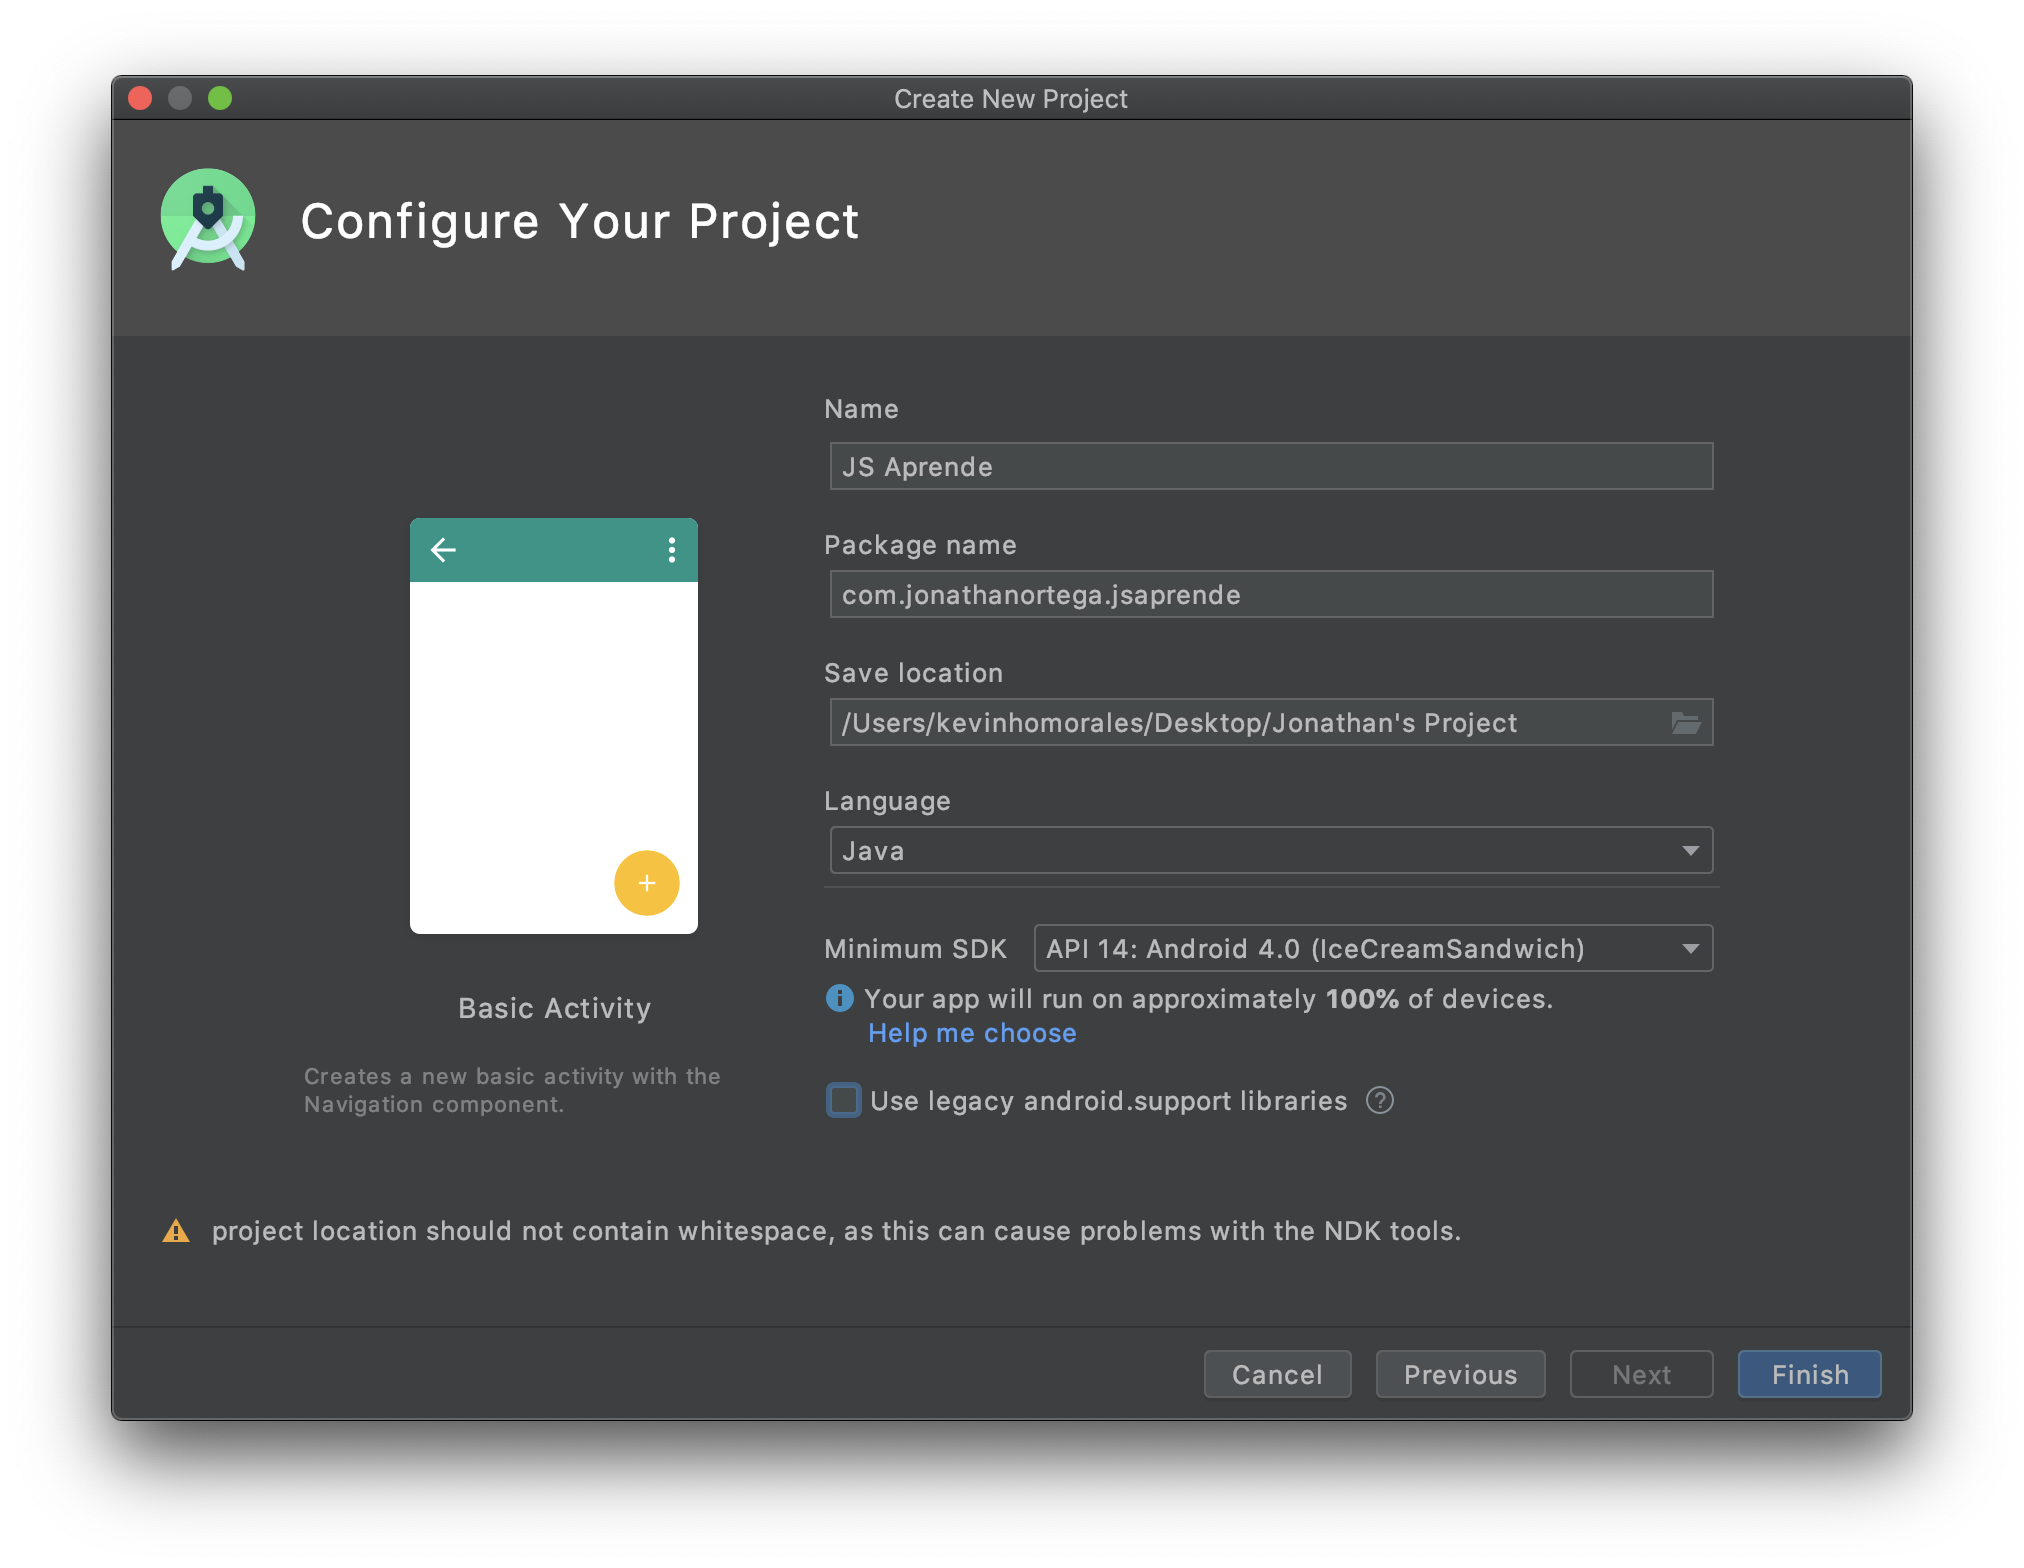 Create New Project
Configure Your Project
Name
JS Aprende
Package name
com.jonathanortega.jsaprende
Save location
/Users/kevinhomorales/Desktop/Jonathan's Project
Language
Java
Minimum SDK API 14: Android 4.0 (IceCreamSandwich)
Your app will run on approximately 100% of devices.
Help me choose
Use legacy android.support libraries ?
Basic Activity
Creates a new basic activity with the
Navigation component.
project location should not contain whitespace, as this can cause problems with the NDK tools.
Cancel Previous Next Finish